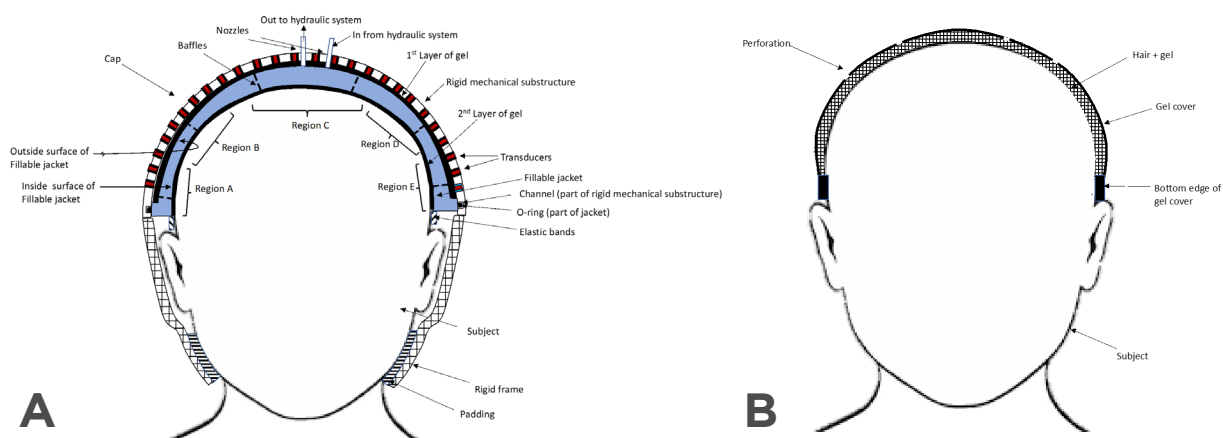 Out to hydraulic system
Nozzles
In from hydraulic system
Baffles
1st Layer of gel
Cap
Rigid mechanical substructure
2nd Layer of gel
Region C
Region B
Region D
Outside surface of
Fillable jacket
Transducers
Region A
Region E
Fillable jacket
Inside surface of
Fillable jacket
Channel (part of rigid mechanical substructure)
O-ring (part of jacket)
Elastic bands
Subject
Rigid frame
Padding
A
Perforation
Hair + gel
Gel cover
Bottom edge of
gel cover
Subject
B